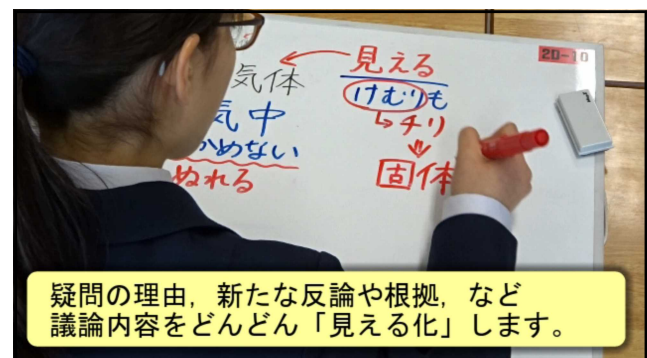 見える
20-10
気体
けむりも
気中
↳チリ
かめない
固体
ぬれる
疑問の理由，新たな反論や根拠，など
議論内容をどんどん「見える化」します。